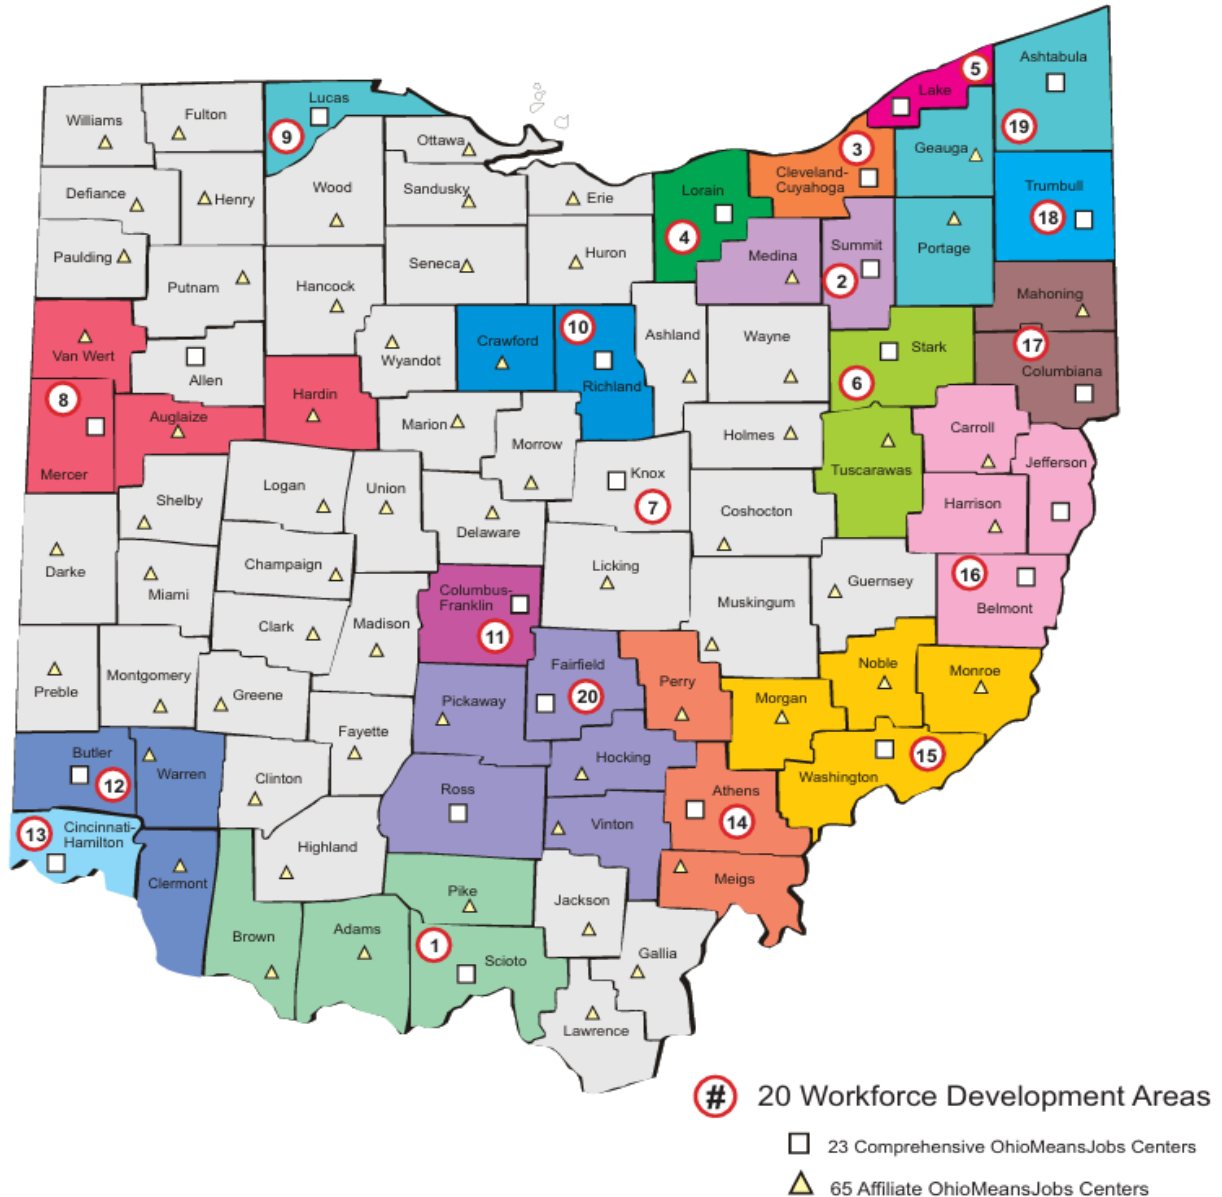 Ashtabula
5
Lake
Lucas
Williams
Fulton
9
19
Ottawa
3
Geauga
Cleveland-
Cuyahoga
Defiance
Henry
Wood
Sandusky
Erie
Lorain
Trumbull
18
4
Summit
Portage
Paulding
Putnam
Hancock
Seneca
Huron
Medina
2
Mahoning
10
Ashland
Wayne
Van Wert
Allen
Wyandot
Crawford
Richland
Stark
17
Columbiana
8
Hardin
6
Auglaize
Marion
Morrow
Holmes
Carroll
Jefferson
Mercer
Knox
Tuscarawas
7
Shelby
Logan
Union
Delaware
Coshocton
Harrison
Darke
Miami
Champaign
Licking
Guernsey
16
Belmont
Columbus-
Franklin
11
Muskingum
Clark
Madison
Preble
Montgomery
Greene
Fairfield
20
Perry
Noble
Monroe
Pickaway
Morgan
Fayette
Butler
12
Warren
Clinton
Hocking
Washington
15
Ross
Athens
14
13
Cincinnati-
Hamilton
Vinton
Highland
Clermont
Meigs
Pike
Jackson
Brown
Adams
1
Scioto
Gallia
Lawrence
# 20 Workforce Development Areas
23 Comprehensive OhioMeansJobs Centers
65 Affiliate OhioMeansJobs Centers